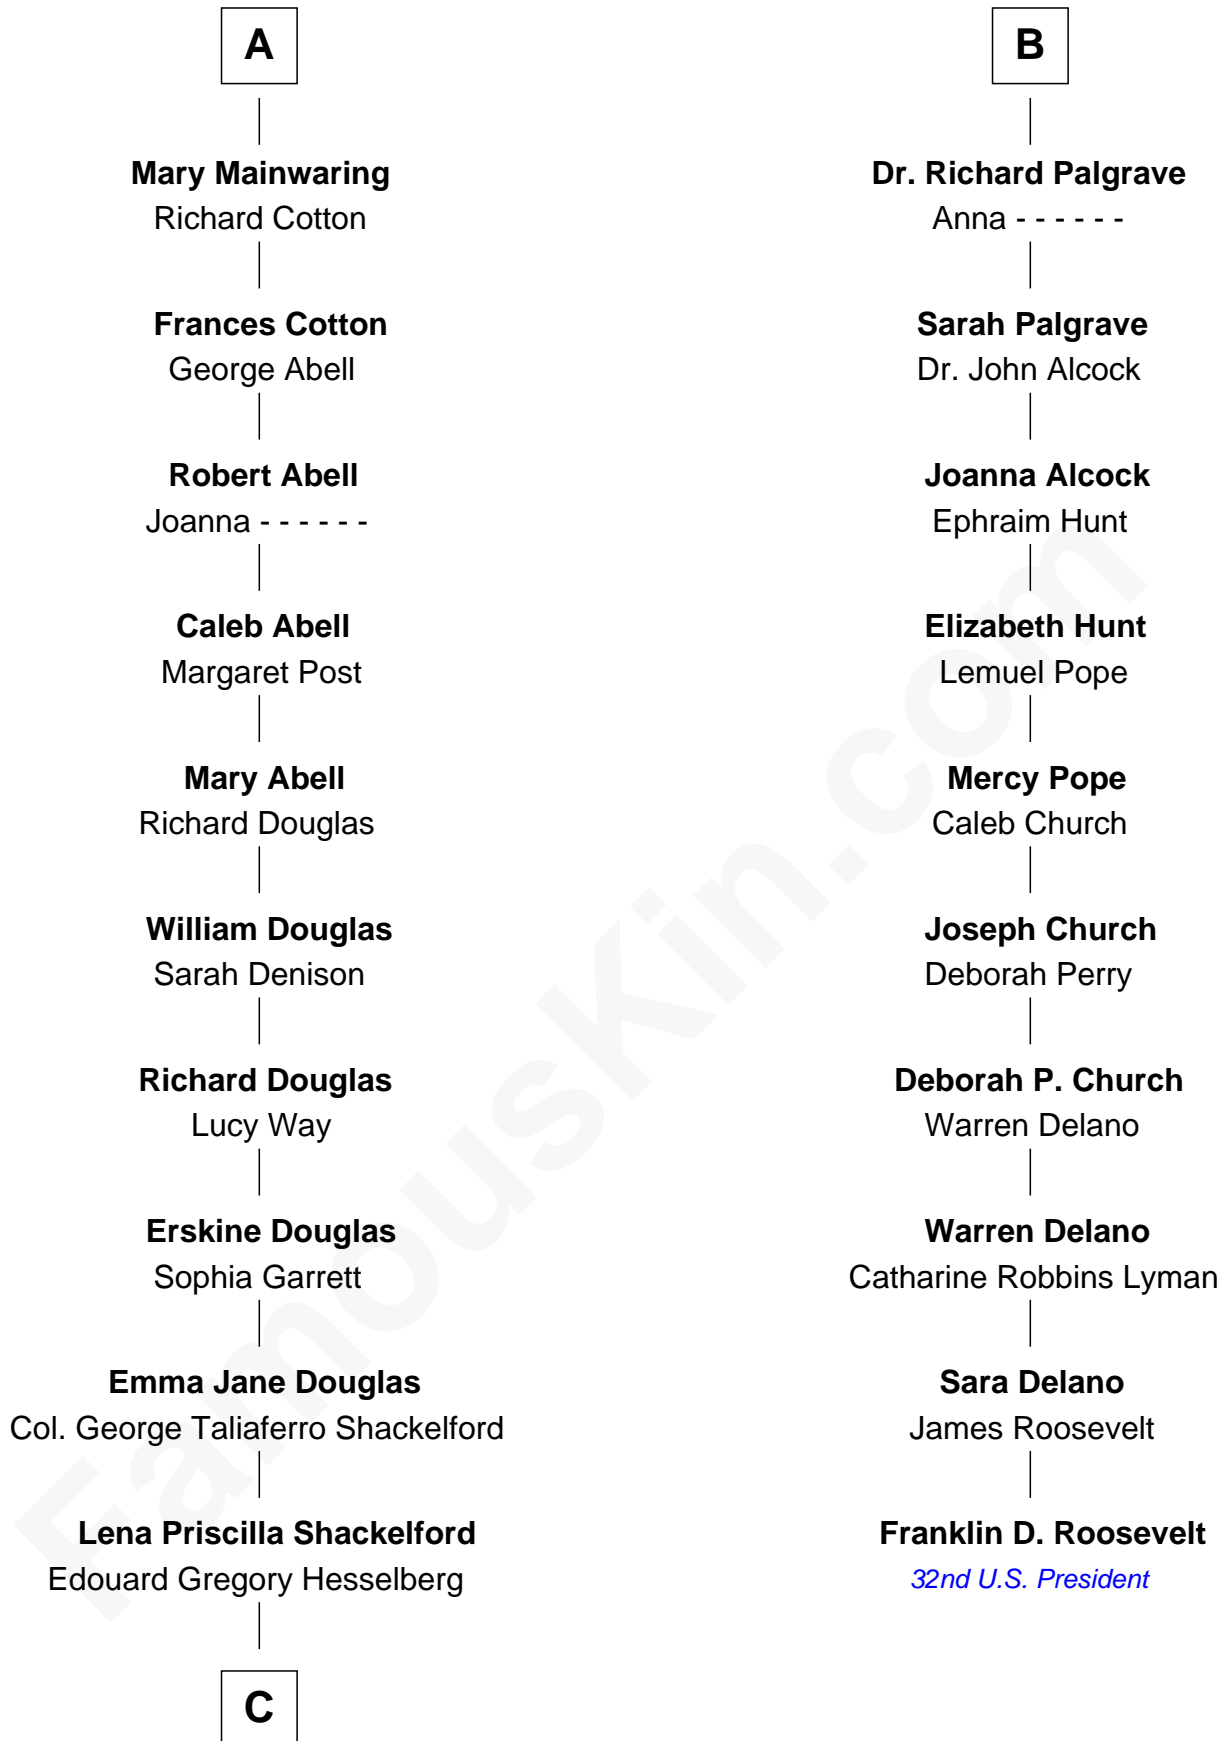 A
Mary Mainwaring
Richard Cotton
Frances Cotton
George Abell
Robert Abell
Joanna - - - - - -
Caleb Abell
Margaret Post
Mary Abell
Richard Douglas
William Douglas
Sarah Denison
Richard Douglas
Lucy Way
Erskine Douglas
Sophia Garrett
Emma Jane Douglas
Col. George Taliaferro Shackelford
Lena Priscilla Shackelford
Edouard Gregory Hesselberg
C
B
Dr. Richard Palgrave
Anna - - - - - -
Sarah Palgrave
Dr. John Alcock
Joanna Alcock
Ephraim Hunt
Elizabeth Hunt
Lemuel Pope
Mercy Pope
Caleb Church
Joseph Church
Deborah Perry
Deborah P. Church
Warren Delano
Warren Delano
Catharine Robbins Lyman
Sara Delano
James Roosevelt
Franklin D. Roosevelt
32nd U.S. President
FamousKin.com